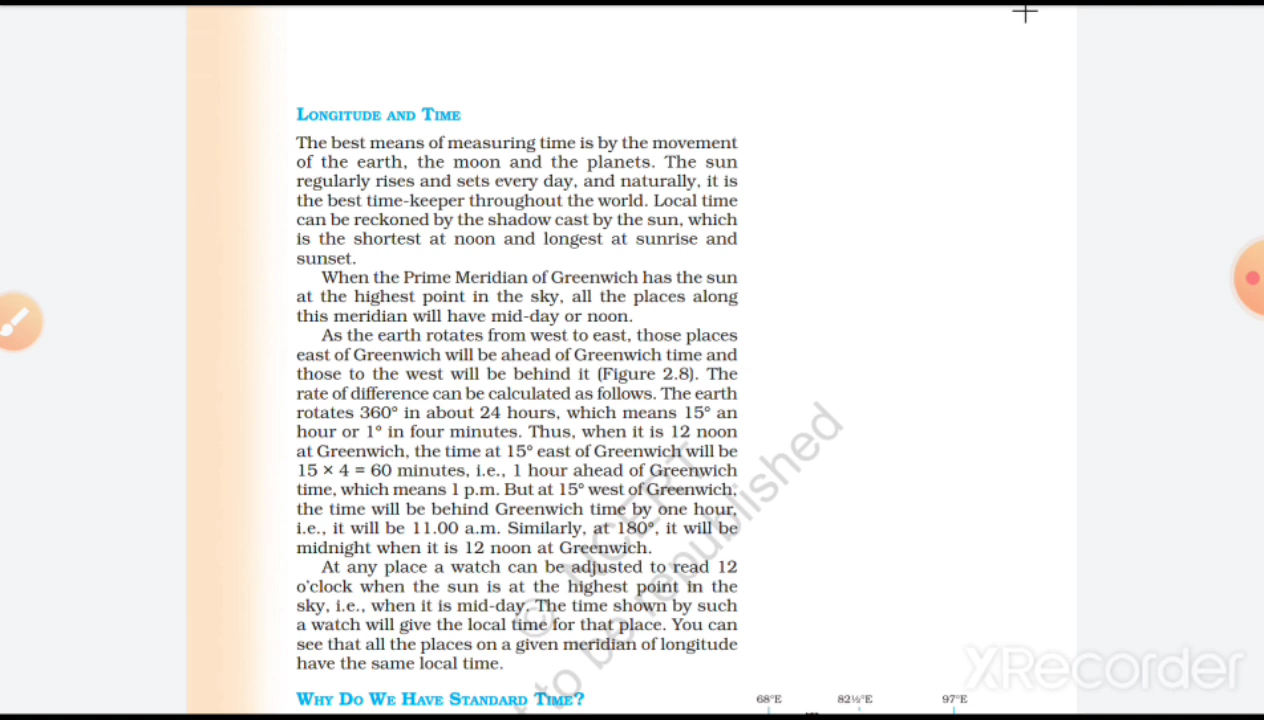 LONGITUDE AND TIME
The best means of measuring time is by the movement
of the earth, the moon and the planets. The sun
regularly rises and sets every day, and naturally, it is
the best time-keeper throughout the world. Local time
can be reckoned by the shadow cast by the sun, which
is the shortest at noon and longest at sunrise and
sunset.
When the Prime Meridian of Greenwich has the sun
at the highest point in the sky, all the places along
this meridian will have mid-day or noon.
As the earth rotates from west to east, those places
east of Greenwich will be ahead of Greenwich time and
those to the west will be behind it (Figure 2.8). The
rate of difference can be calculated as follows. The earth
rotates 360° in about 24 hours, which means 15° an
hour or 1° in four minutes. Thus, when it is 12 noon
at Greenwich, the time at 15° east of Greenwich will be
15 × 4 = 60 minutes, i.e., 1 hour ahead of Greenwich
time, which means 1 p.m. But at 15° west of Greenwich,
the time will be behind Greenwich time by one hour,
i.e., it will be 11.00 a.m. Similarly, at 180°, it will be
midnight when it is 12 noon at Greenwich.
At any place a watch can be adjusted to read 12
o'clock when the sun is at the highest point in the
sky, i.e., when it is mid-day. The time shown by such
a watch will give the local time for that place. You can
see that all the places on a given meridian of longitude
have the same local time.
WHY DO WE HAVE STANDARD TIME?
68°E 82½°E 97°E
© NCERT
to be republished
XRecorder